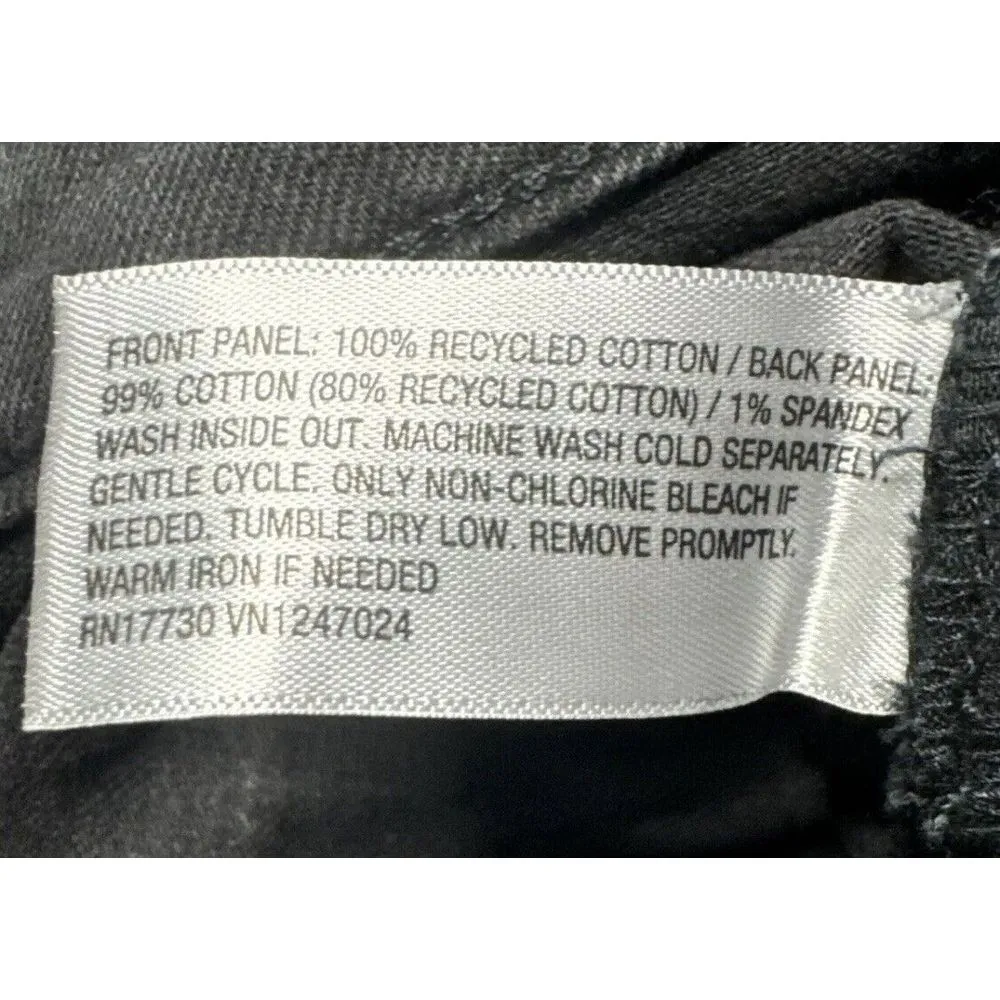 FRONT PANEL: 100% RECYCLED COTTON / BACK PANEL:
99% COTTON (80% RECYCLED COTTON) / 1% SPANDEX
WASH INSIDE OUT. MACHINE WASH COLD SEPARATELY.
GENTLE CYCLE. ONLY NON-CHLORINE BLEACH IF
NEEDED. TUMBLE DRY LOW. REMOVE PROMPTLY.
WARM IRON IF NEEDED
RN17730 VN1247024